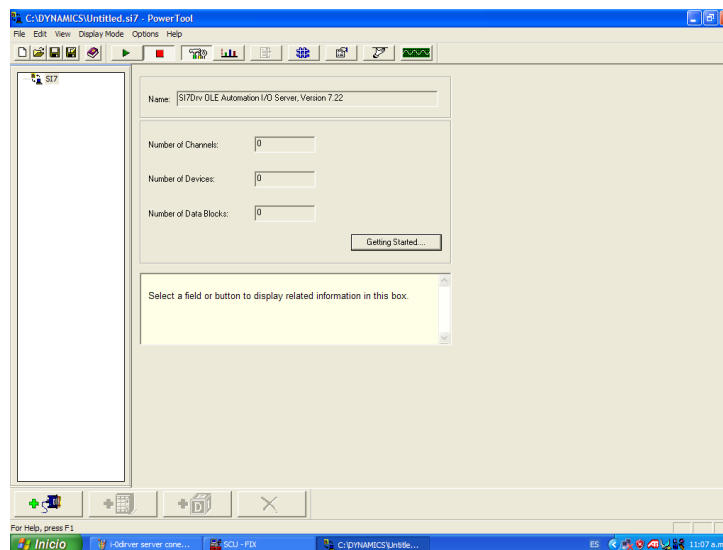 C:\DYNAMICS\Untitled.si7 - PowerTool
File Edit View Display Mode Options Help
SI7
Name: SI7Drv OLE Automation I/O Server, Version 7.22
Number of Channels: 0
Number of Devices: 0
Number of Data Blocks: 0
Getting Started....
Select a field or button to display related information in this box.
For Help, press F1
Inicio i-0dirver server cone... SCU - FIX C:\DYNAMICS\Untitle... ES 11:07 a.m.